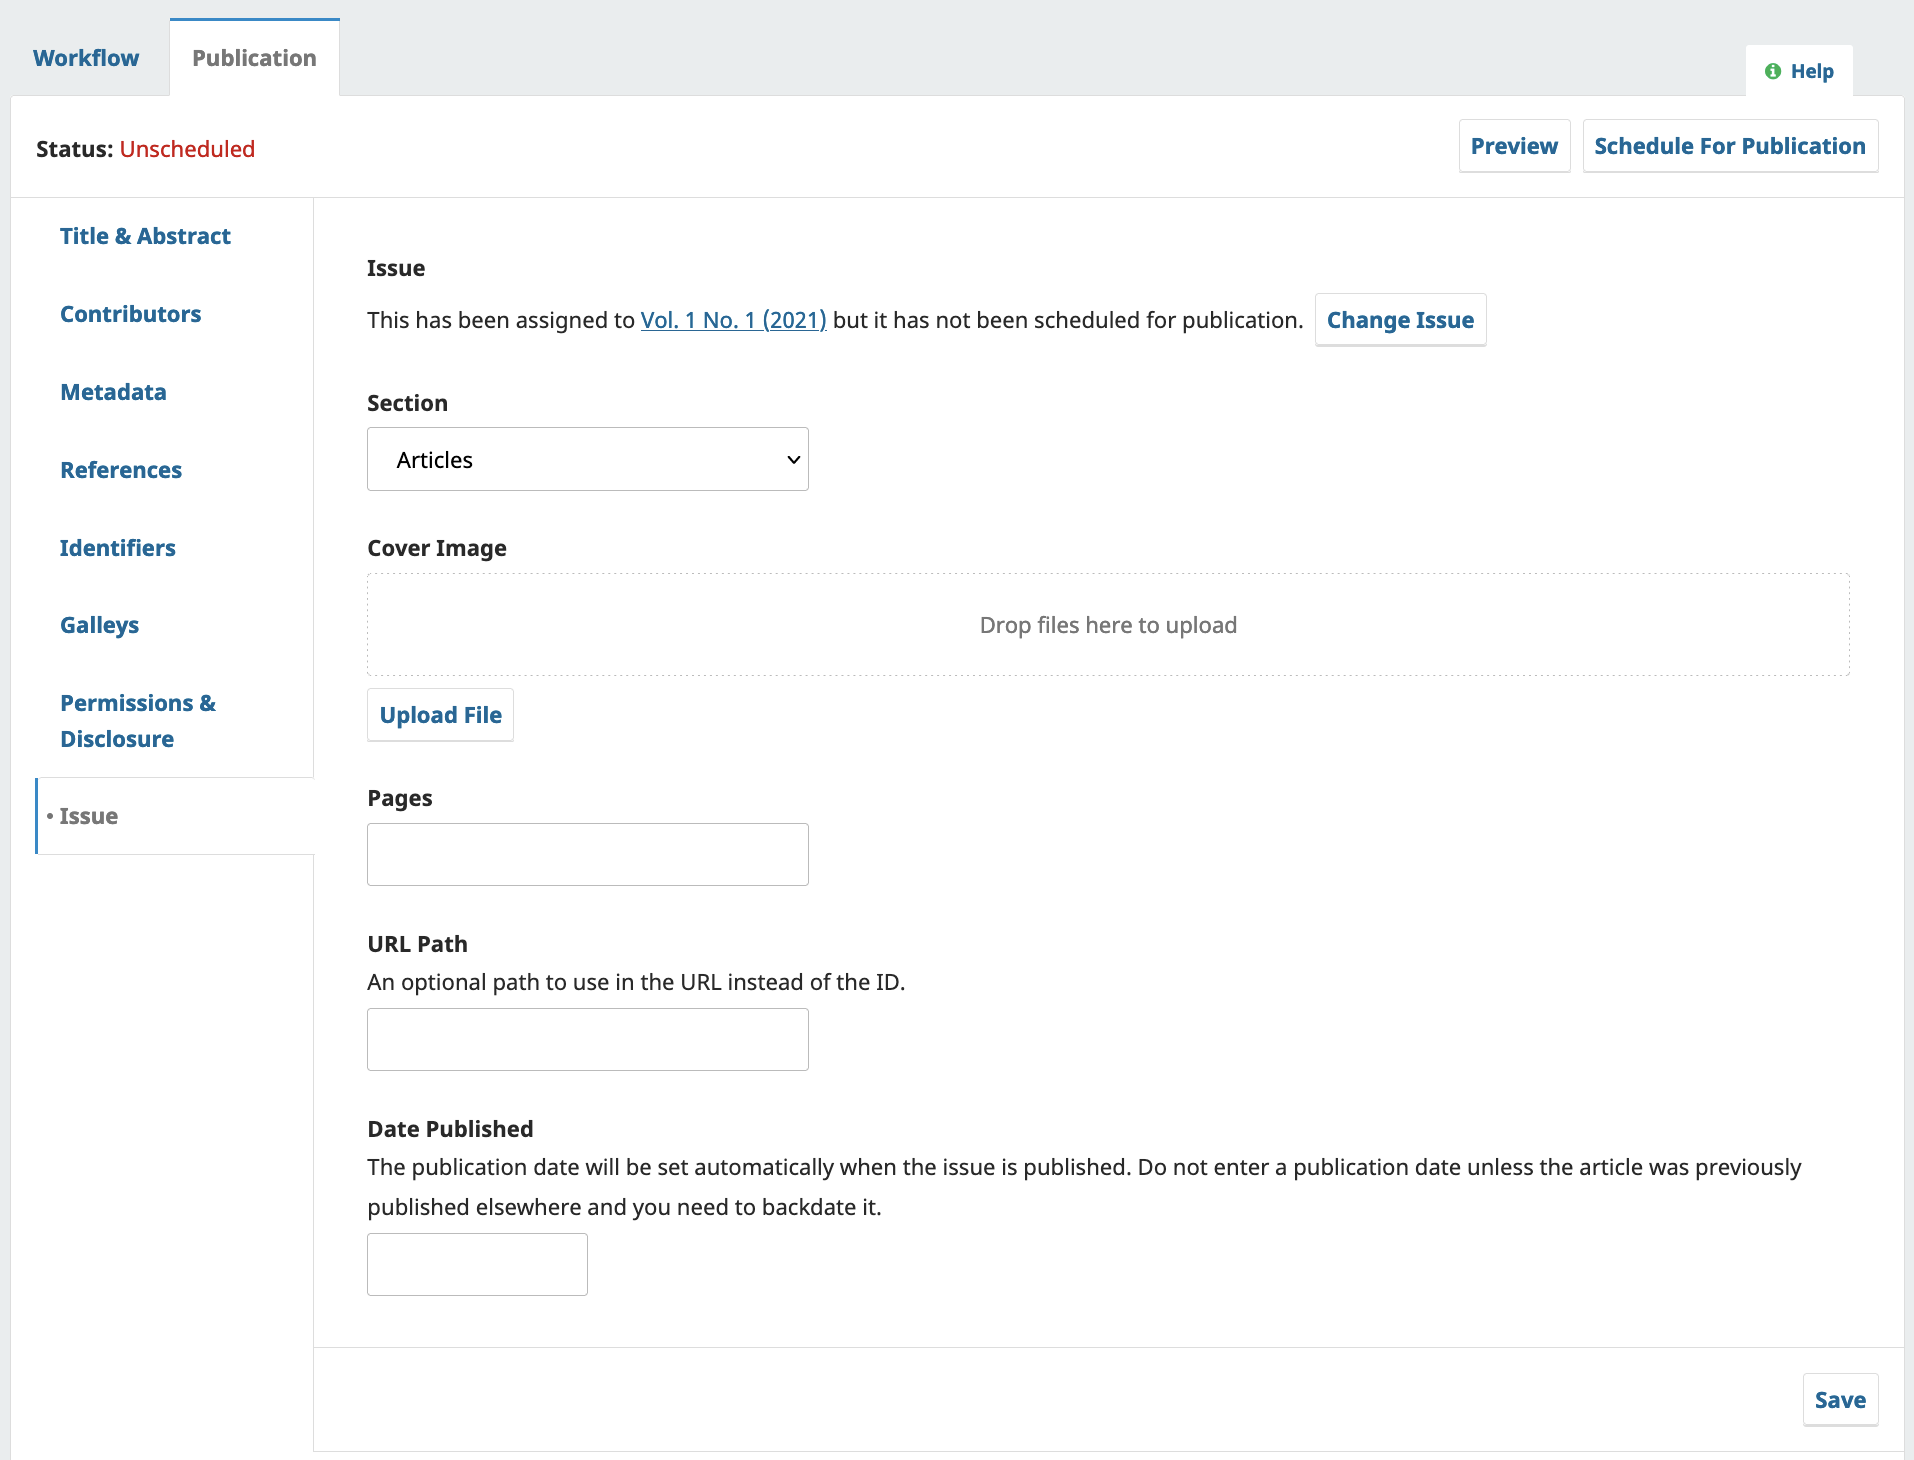 Workflow
Publication
Help
Status: Unscheduled
Preview
Schedule For Publication
Title & Abstract
Contributors
Metadata
References
Identifiers
Galleys
Permissions &
Disclosure
• Issue
Issue
This has been assigned to Vol. 1 No. 1 (2021) but it has not been scheduled for publication.
Change Issue
Section
Articles
Cover Image
Drop files here to upload
Upload File
Pages
URL Path
An optional path to use in the URL instead of the ID.
Date Published
The publication date will be set automatically when the issue is published. Do not enter a publication date unless the article was previously
published elsewhere and you need to backdate it.
Save